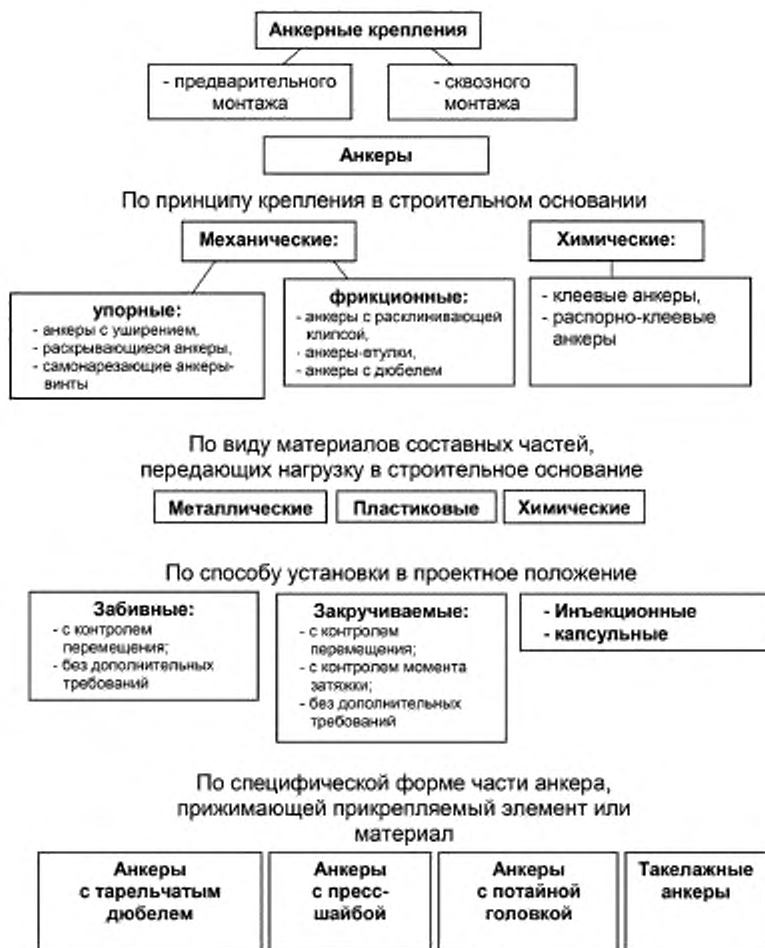 Анкерные крепления
- предварительного
монтажа
- сквозного
монтажа
Анкеры
По принципу крепления в строительном основании
Механические:
Химические:
упорные:
- анкеры с уширением,
- раскрывающиеся анкеры,
- самонарезающие анкеры-
винты
фрикционные:
- анкеры с расклинивающей
клипсой,
- анкеры-втулки,
- анкеры с дюбелем
- клеевые анкеры,
- распорно-клеевые
анкеры
По виду материалов составных частей,
передающих нагрузку в строительное основание
Металлические
Пластиковые
Химические
По способу установки в проектное положение
Забивные:
- с контролем
перемещения;
- без дополнительных
требований
Закручиваемые:
- с контролем
перемещения;
- с контролем момента
затяжки;
- без дополнительных
требований
- Инъекционные
- капсульные
По специфической форме части анкера,
прижимающей прикрепляемый элемент или
материал
Анкеры
с тарельчатым
дюбелем
Анкеры
с пресс-
шайбой
Анкеры
с потайной
головкой
Такелажные
анкеры